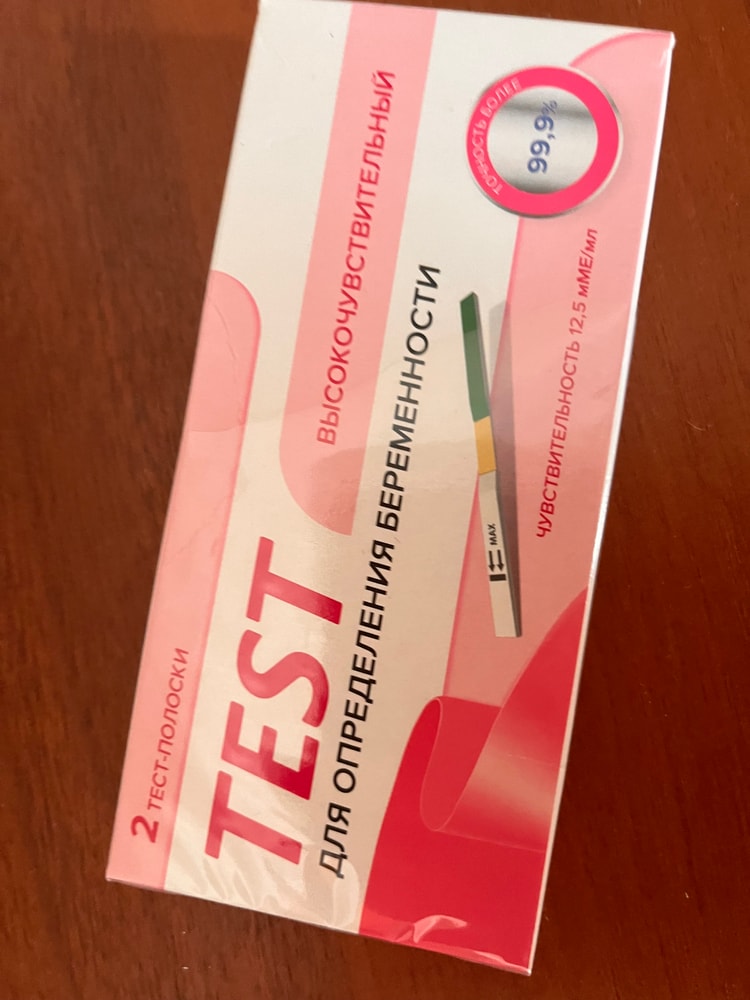 2 ТЕСТ-ПОЛОСКИ
TEST
ВЫСОКОЧУВСТВИТЕЛЬНЫЙ
ДЛЯ ОПРЕДЕЛЕНИЯ БЕРЕМЕННОСТИ
MAX
ТОЧНОСТЬ БОЛЕЕ
99,9%
ЧУВСТВИТЕЛЬНОСТЬ 12,5 мМЕ/мл